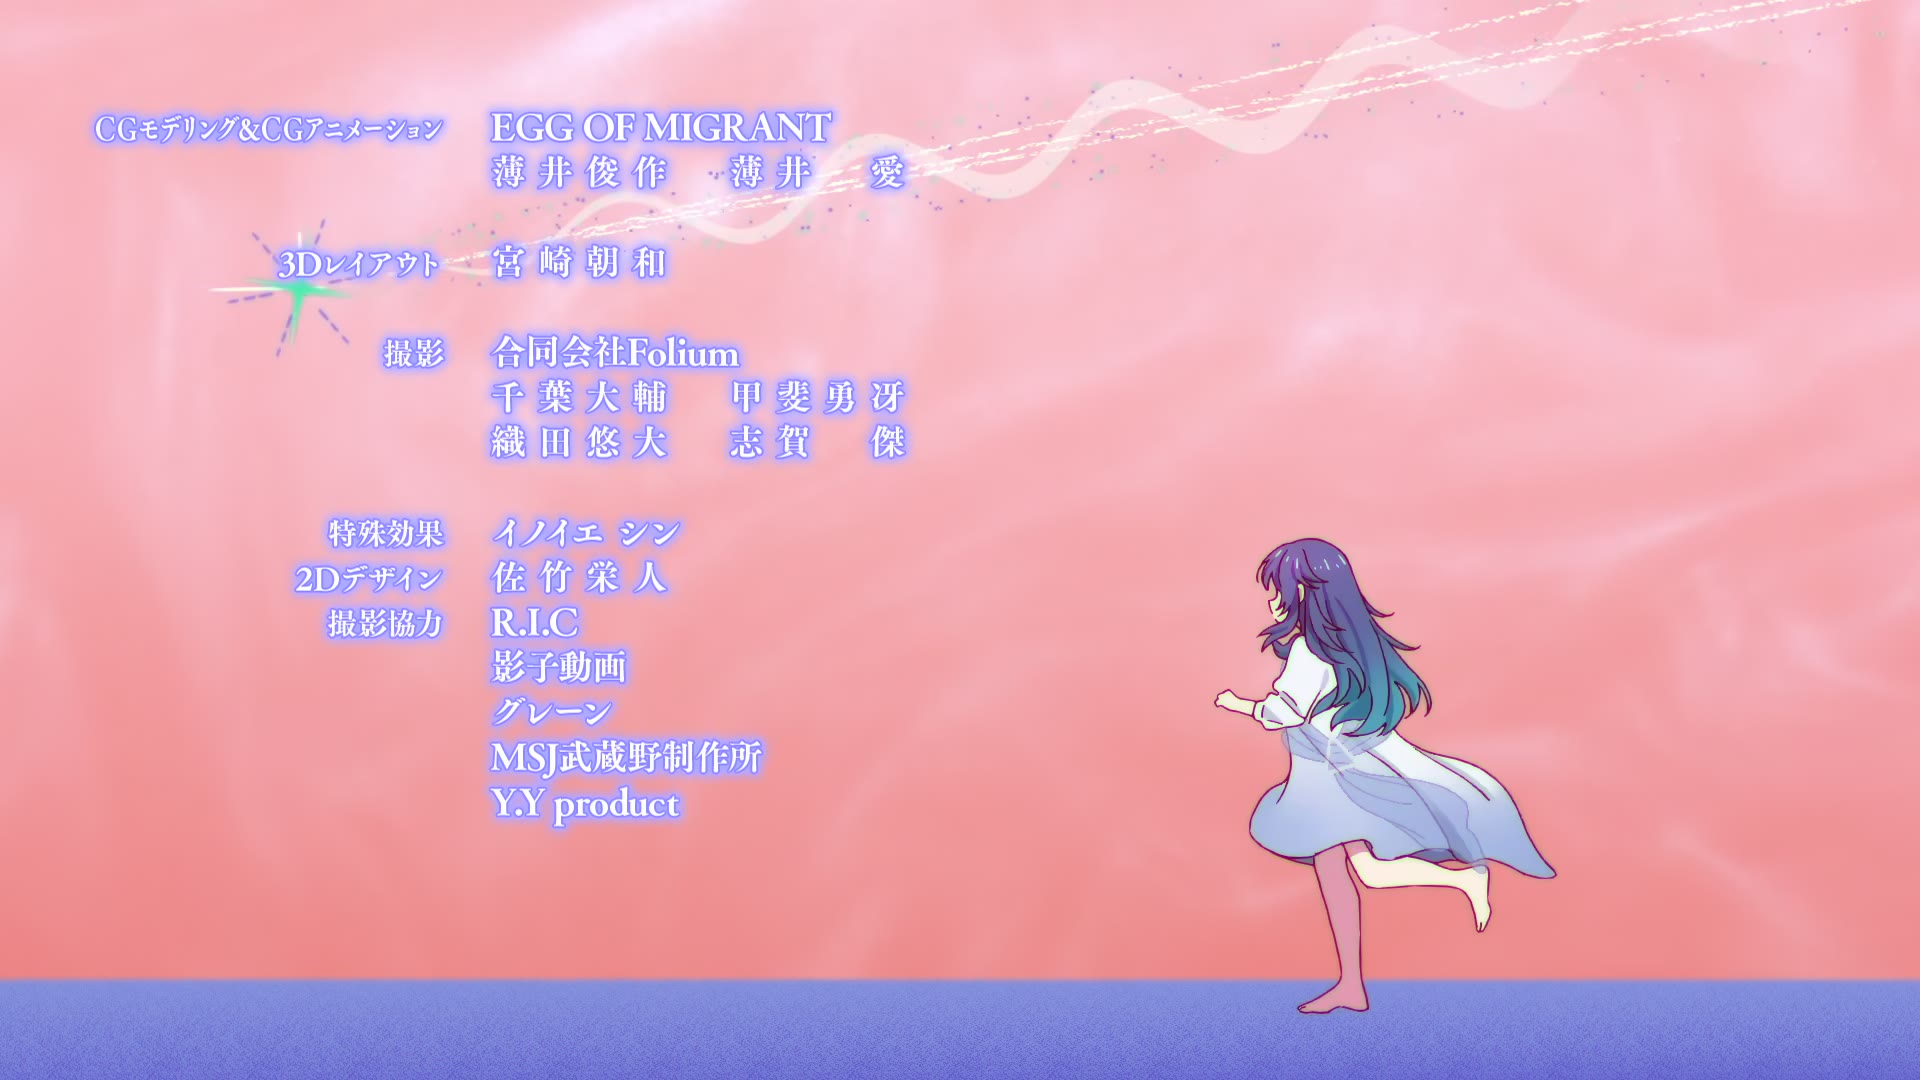 CGモデリング&CGアニメーション EGG OF MIGRANT
薄井俊作 薄井 愛
3Dレイアウト 宮崎朝和
撮影 合同会社Folium
千葉大輔 甲斐勇冴
織田悠大 志賀 傑
特殊効果 イノイエ シン
2Dデザイン 佐竹栄人
撮影協力 R.I.C
影子動画
グレーン
MSJ武蔵野制作所
Y.Y product